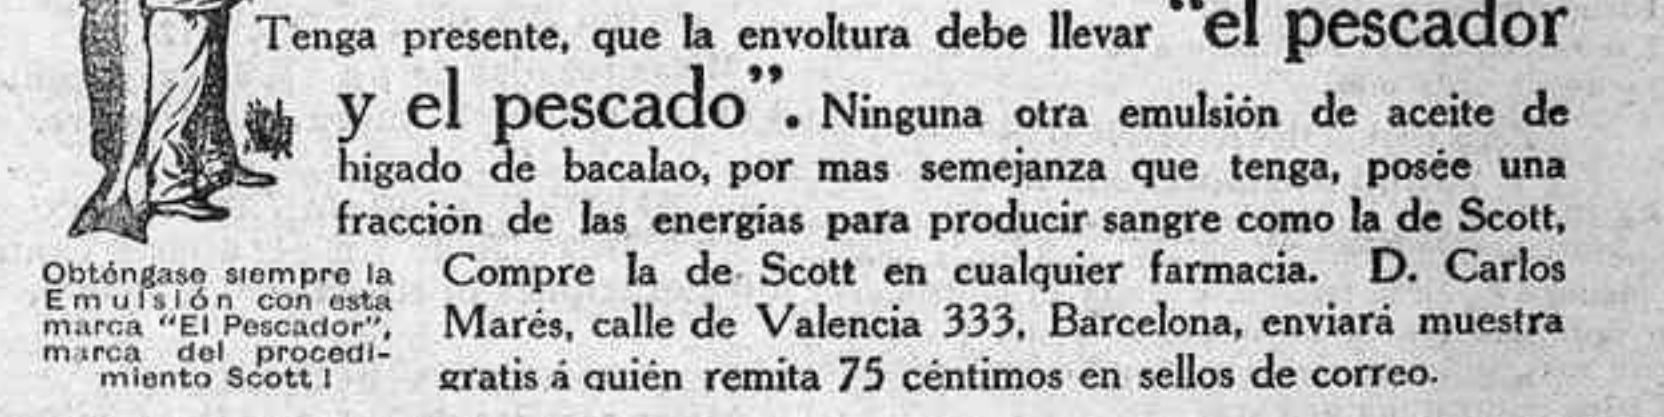 Tenga presente, que la envoltura debe llevar "el pescador
y el pescado". Ninguna otra emulsión de aceite de
higado de bacalao, por mas semejanza que tenga, posée una
fracción de las energías para producir sangre como la de Scott,
Compre la de Scott en cualquier farmacia. D. Carlos
Marés, calle de Valencia 333, Barcelona, enviará muestra
gratis á quién remita 75 céntimos en sellos de correo.
Obténgase siempre la
Emulsión con esta
marca "El Pescador",
marca del procedi-
miento Scott!